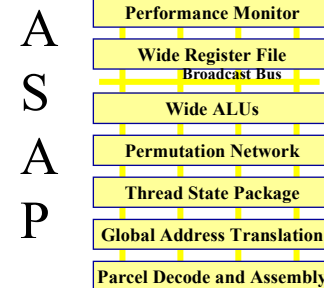 A
S
A
P
Performance Monitor
Wide Register File
Broadcast Bus
Wide ALUs
Permutation Network
Thread State Package
Global Address Translation
Parcel Decode and Assembly